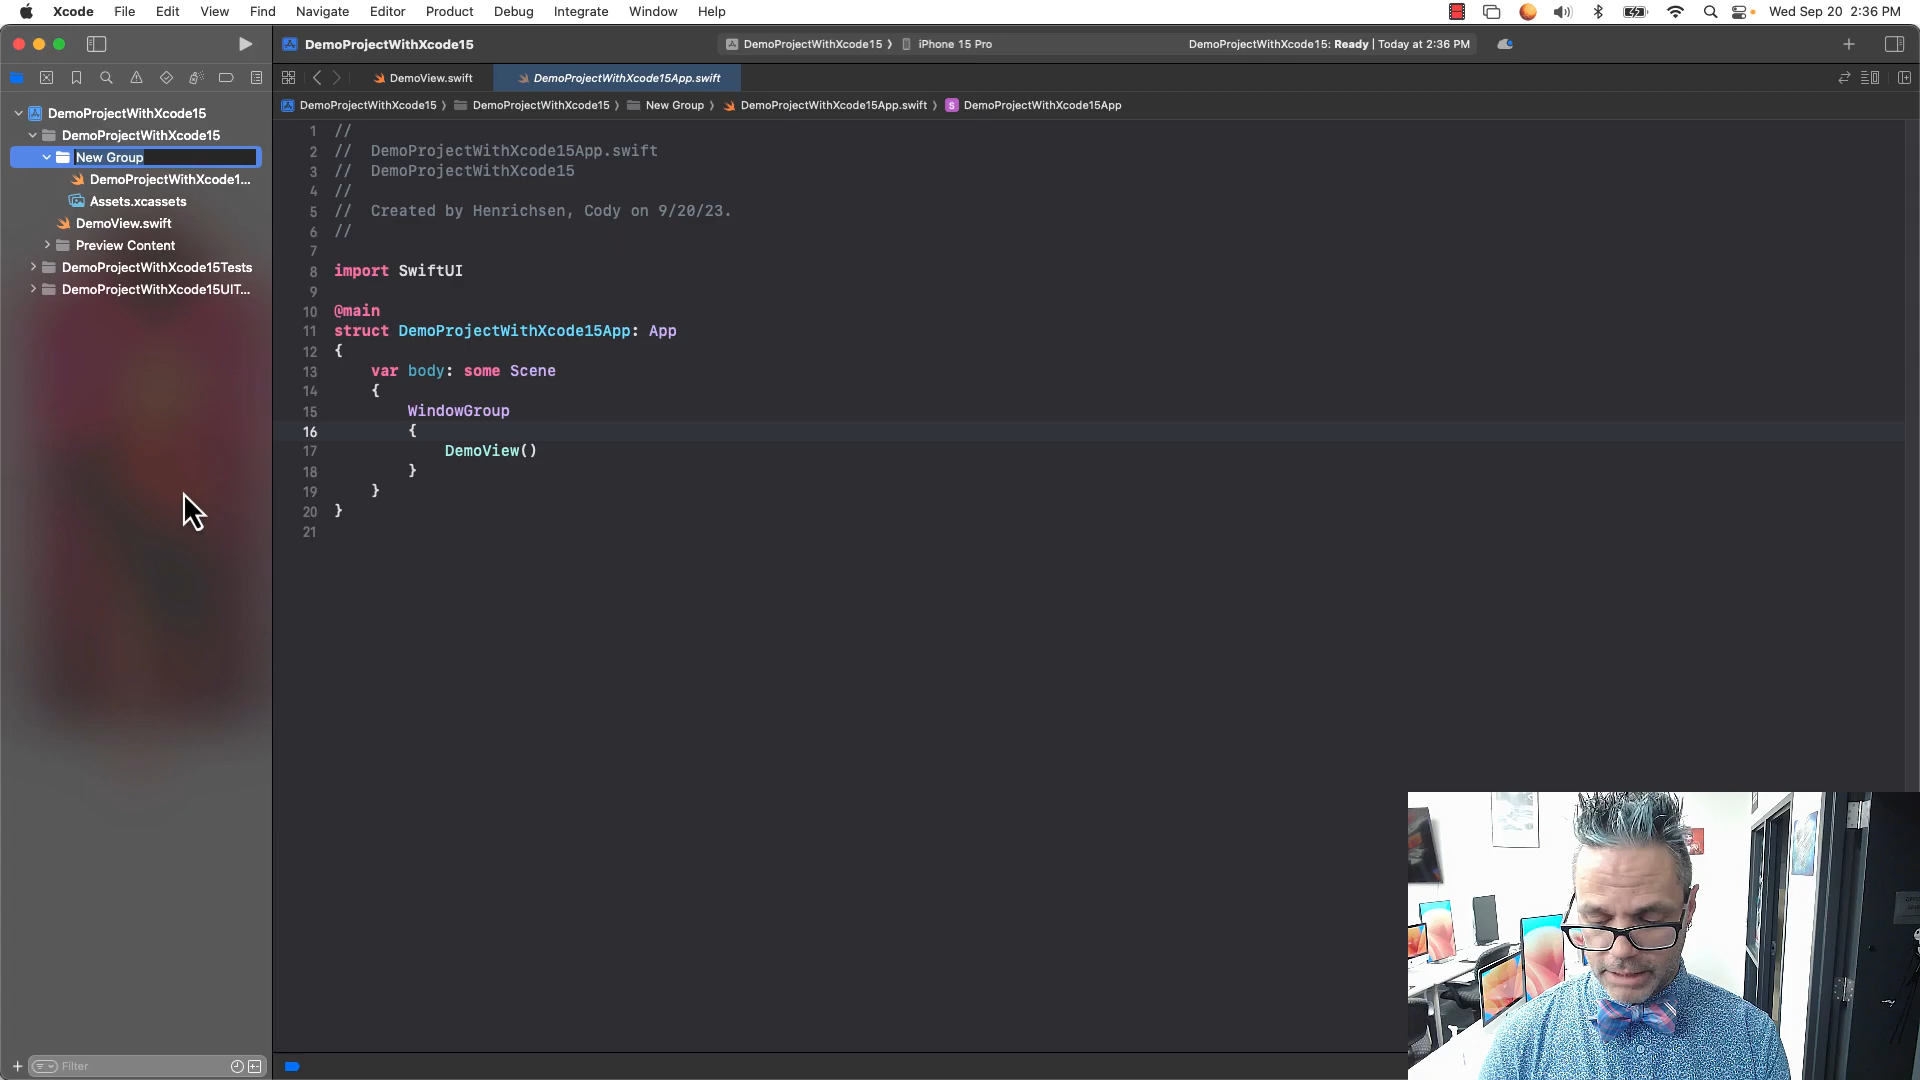 Xcode File Edit View Find Navigate Editor Product Debug Integrate Window Help Wed Sep 20 2:36 PM
DemoProjectWithXcode15 DemoProjectWithXcode15 ⟩ iPhone 15 Pro DemoProjectWithXcode15: Ready | Today at 2:36 PM
DemoView.swift DemoProjectWithXcode15App.swift
DemoProjectWithXcode15 ⟩ DemoProjectWithXcode15 ⟩ New Group ⟩ DemoProjectWithXcode15App.swift ⟩ S DemoProjectWithXcode15App
DemoProjectWithXcode15
DemoProjectWithXcode15
New Group
DemoProjectWithXcode1...
Assets.xcassets
DemoView.swift
Preview Content
DemoProjectWithXcode15Tests
DemoProjectWithXcode15UIT...
Filter
1 //
2 // DemoProjectWithXcode15App.swift
3 // DemoProjectWithXcode15
4 //
5 // Created by Henrichsen, Cody on 9/20/23.
6 //
7
8 import SwiftUI
9
10 @main
11 struct DemoProjectWithXcode15App: App
12 {
13 var body: some Scene
14 {
15 WindowGroup
16 {
17 DemoView()
18 }
19 }
20 }
21